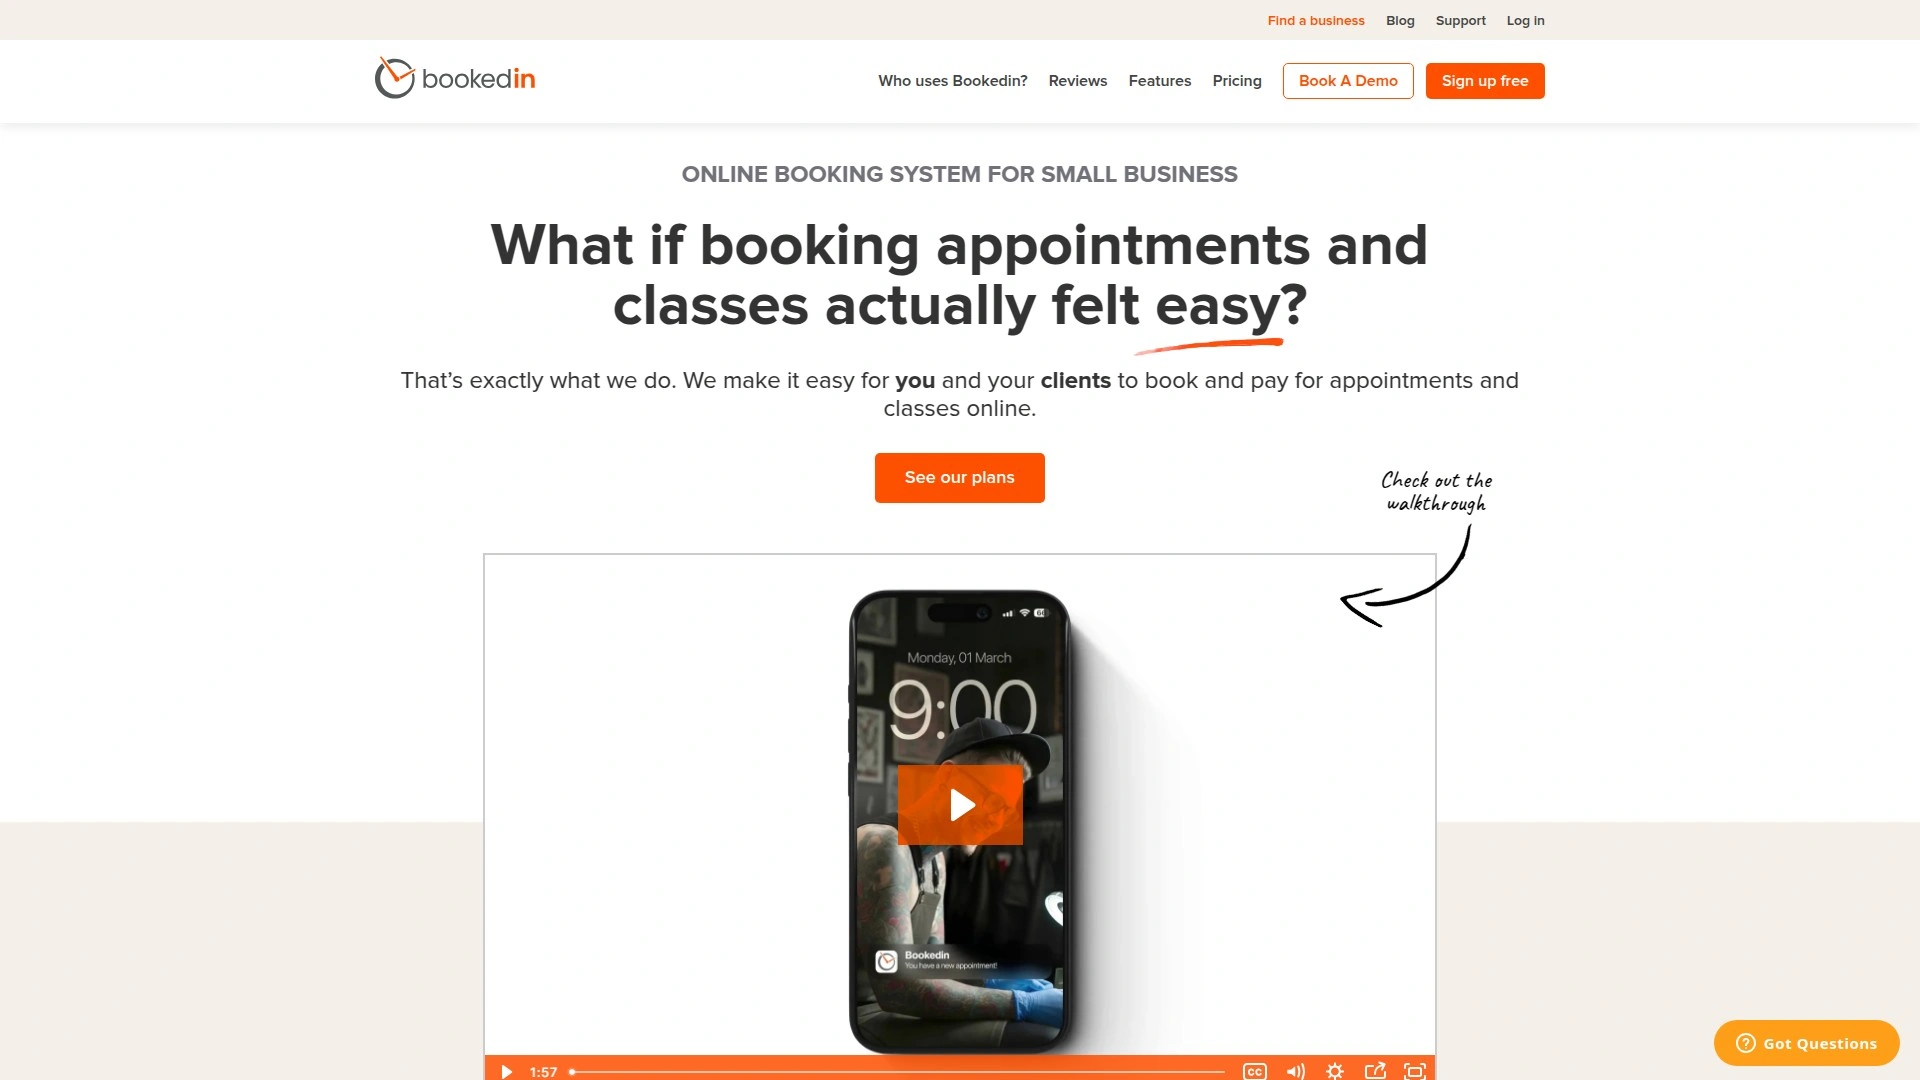 Find a business Blog Support Log in
bookedin
Who uses Bookedin? Reviews Features Pricing Book A Demo Sign up free
ONLINE BOOKING SYSTEM FOR SMALL BUSINESS
What if booking appointments and
classes actually felt easy?
That’s exactly what we do. We make it easy for you and your clients to book and pay for appointments and
classes online.
See our plans
Check out the
walkthrough
Monday, 01 March
9:00
Bookedin
You have a new appointment!
Got Questions
1:57
CC